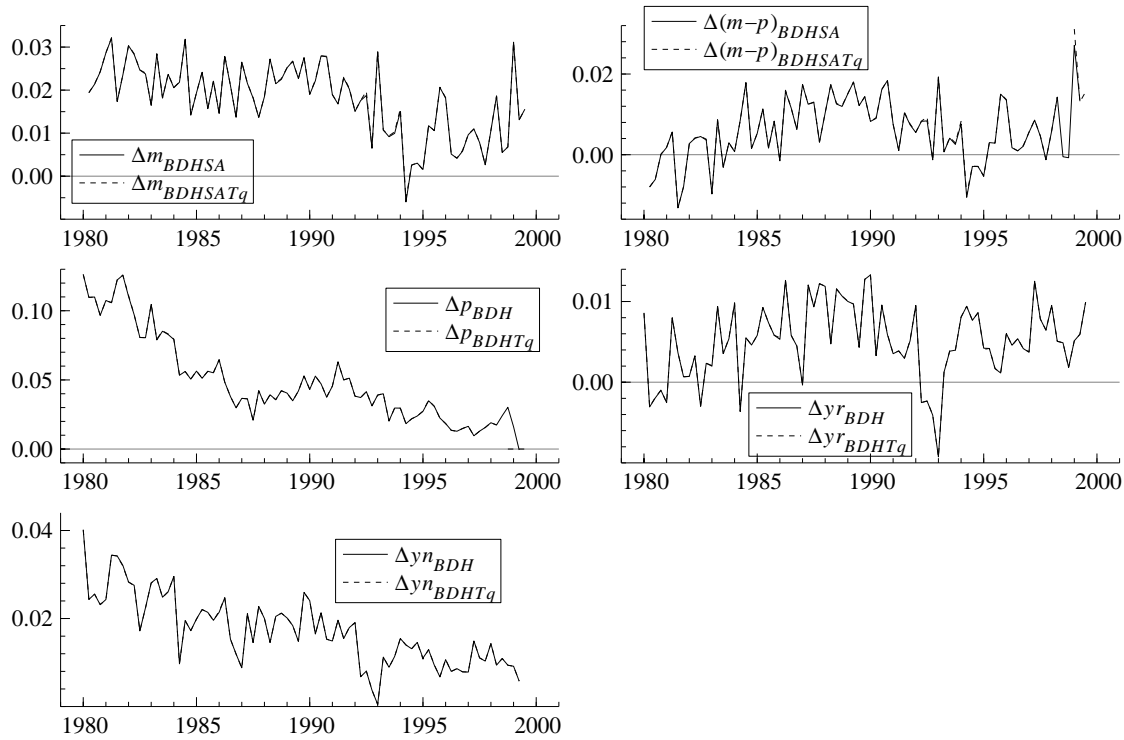 0.03
0.02
0.01
0.00
Δm_BDHSA
Δm_BDHSATq
1980 1985 1990 1995 2000
0.02
0.00
Δ(m−p)_BDHSA
Δ(m−p)_BDHSATq
1980 1985 1990 1995 2000
0.10
0.05
0.00
Δp_BDH
Δp_BDHTq
1980 1985 1990 1995 2000
0.01
0.00
Δyr_BDH
Δyr_BDHTq
1980 1985 1990 1995 2000
0.04
0.02
Δyn_BDH
Δyn_BDHTq
1980 1985 1990 1995 2000